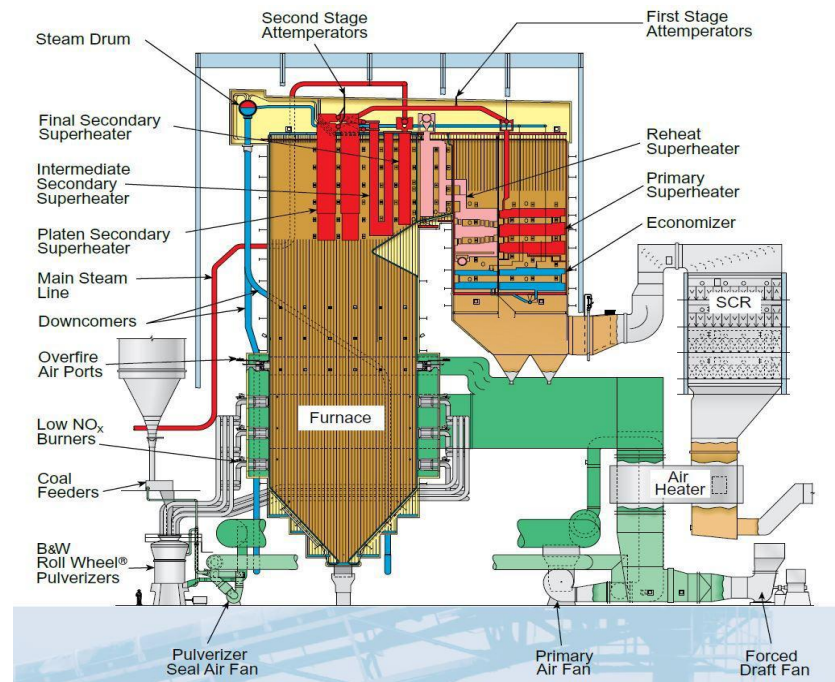 Second Stage
Attemperators
First Stage
Attemperators
Steam Drum
Final Secondary
Superheater
Intermediate
Secondary
Superheater
Platen Secondary
Superheater
Main Steam
Line
Downcomers
Overfire
Air Ports
Low NOx
Burners
Coal
Feeders
B&W
Roll Wheel®
Pulverizers
Reheat
Superheater
Primary
Superheater
Economizer
SCR
Furnace
Air
Heater
Pulverizer
Seal Air Fan
Primary
Air Fan
Forced
Draft Fan